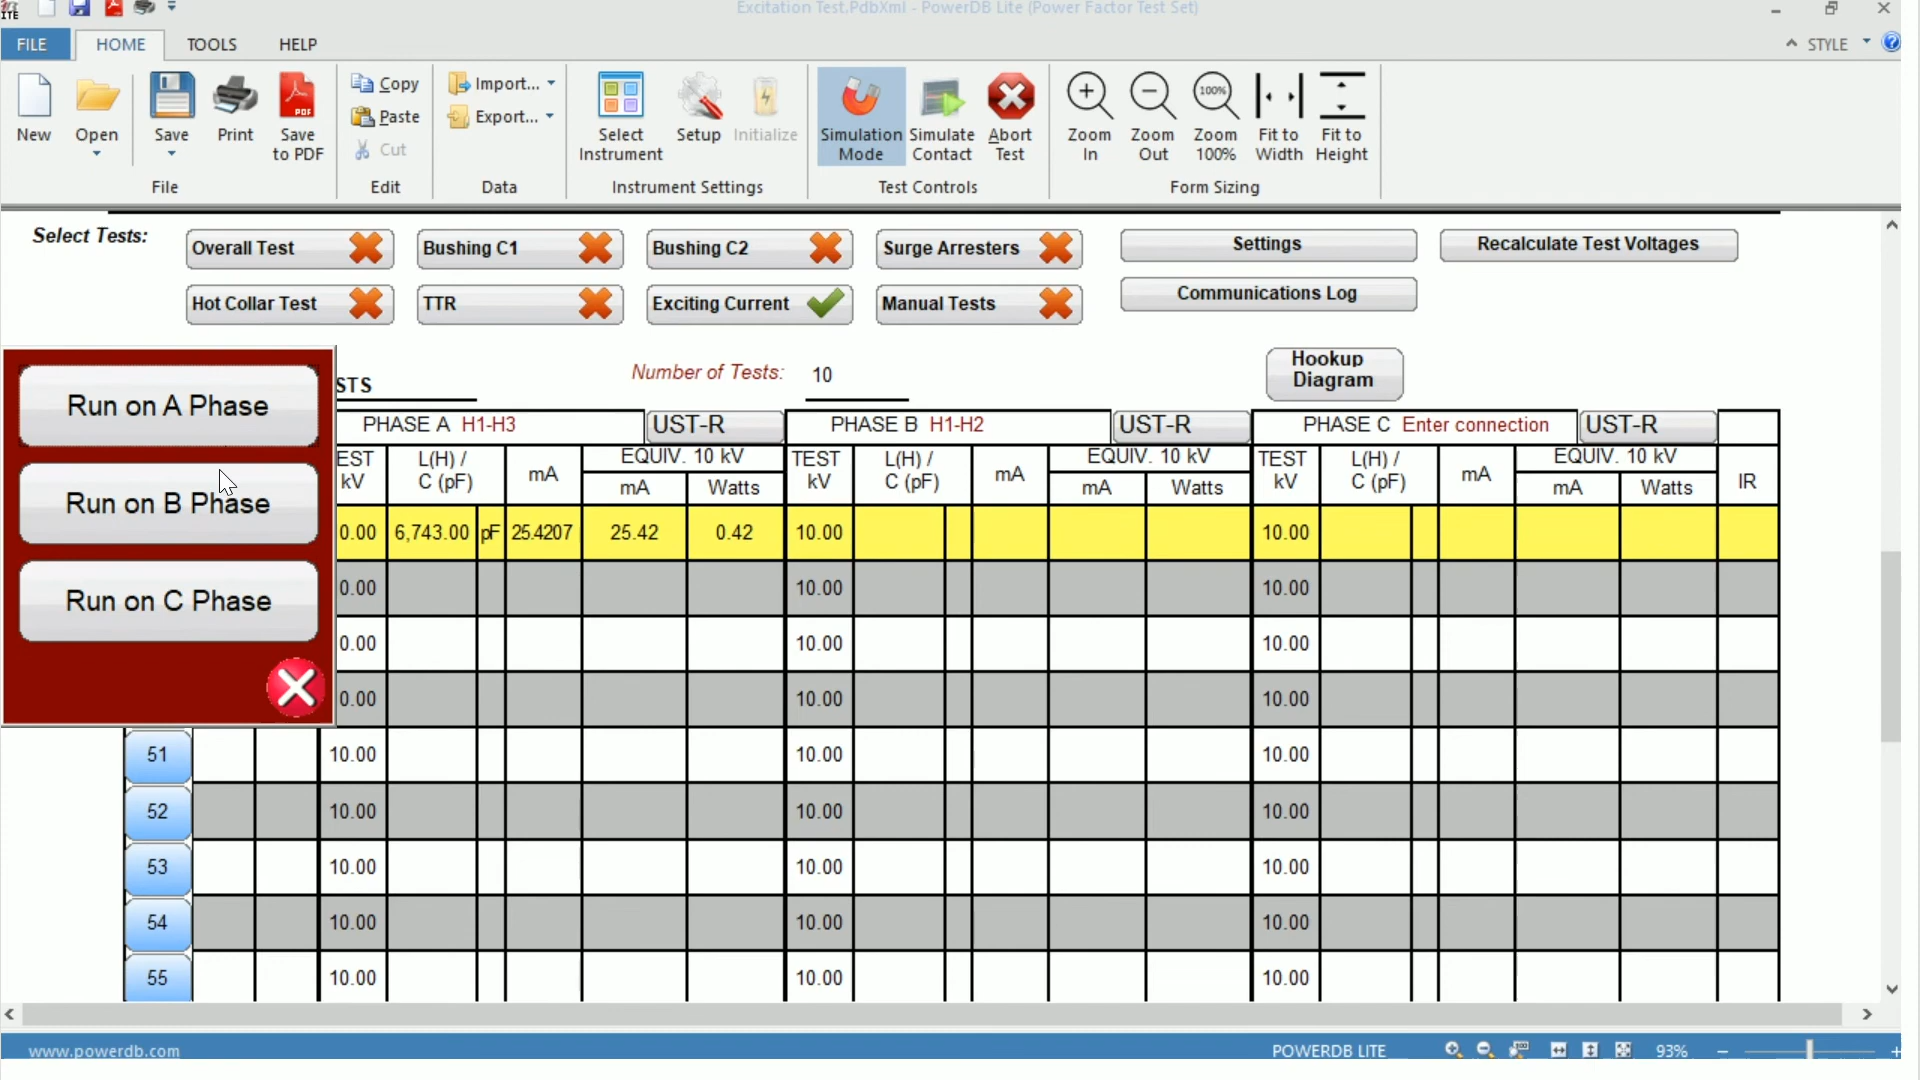 ITE
Excitation Test.PdbXml - PowerDB Lite (Power Factor Test Set)
FILE HOME TOOLS HELP STYLE
New Open Save Print Save to PDF
Copy
Paste
Cut
Import...
Export...
Select Instrument Setup Initialize
Simulation Mode Simulate Contact Abort Test
Zoom In Zoom Out 100% Zoom 100% Fit to Width Fit to Height
File Edit Data Instrument Settings Test Controls Form Sizing
Select Tests: Overall Test Bushing C1 Bushing C2 Surge Arresters Settings Recalculate Test Voltages
Hot Collar Test TTR Exciting Current Manual Tests Communications Log
Run on A Phase
Run on B Phase
Run on C Phase
STS Number of Tests: 10 Hookup Diagram
PHASE A H1-H3 UST-R PHASE B H1-H2 UST-R PHASE C Enter connection UST-R
EST kV L(H) / C (pF) mA EQUIV. 10 kV mA Watts TEST kV L(H) / C (pF) mA EQUIV. 10 kV mA Watts TEST kV L(H) / C (pF) mA EQUIV. 10 kV mA Watts IR
0.00 6,743.00 pF 25.4207 25.42 0.42 10.00 10.00
0.00 10.00 10.00
0.00 10.00 10.00
0.00 10.00 10.00
51 10.00 10.00 10.00
52 10.00 10.00 10.00
53 10.00 10.00 10.00
54 10.00 10.00 10.00
55 10.00 10.00 10.00
www.powerdb.com POWERDB LITE 93%